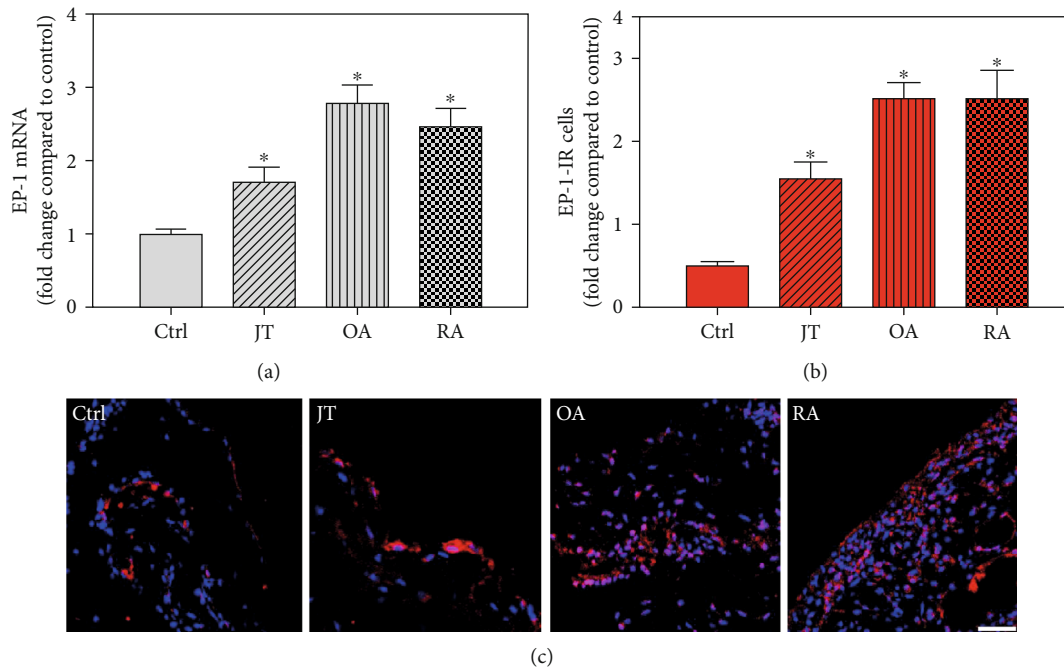 EP-1 mRNA
(fold change compared to control)
4
3
2
1
0
*
*
*
Ctrl
JT
OA
RA
(a)
EP-1-IR cells
(fold change compared to control)
3
3
2
1
0
*
*
*
Ctrl
JT
OA
RA
(b)
Ctrl
JT
OA
RA
(c)